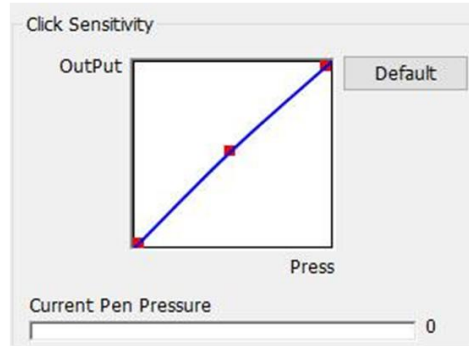 Click Sensitivity
OutPut
Default
Press
Current Pen Pressure
0